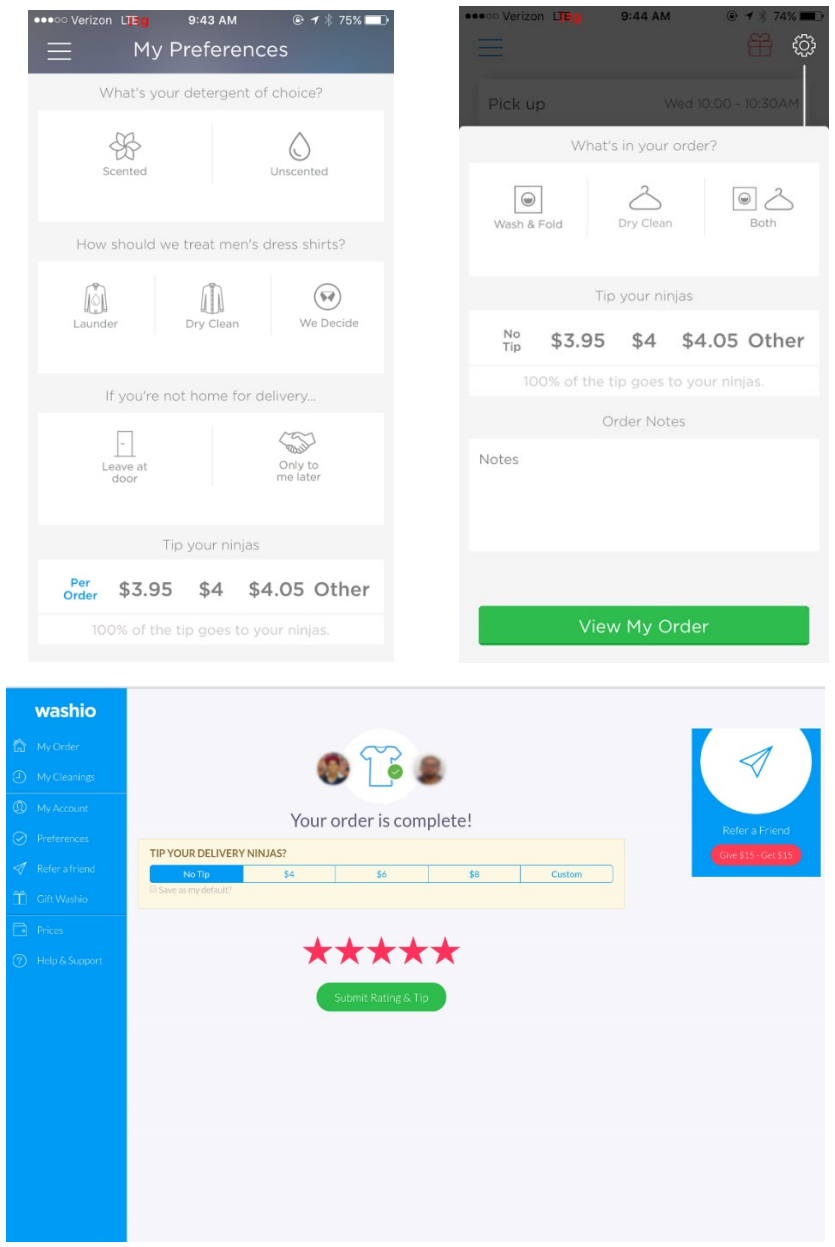 Verizon LTE 9:43 AM 75%
My Preferences
What's your detergent of choice?
Scented Unscented
How should we treat men's dress shirts?
Launder Dry Clean We Decide
If you're not home for delivery...
Leave at door Only to me later
Tip your ninjas
Per Order $3.95 $4 $4.05 Other
100% of the tip goes to your ninjas.
Verizon LTE 9:44 AM 74%
Pick up Wed 10:00 - 10:30AM
What's in your order?
Wash & Fold Dry Clean Both
Tip your ninjas
No Tip $3.95 $4 $4.05 Other
100% of the tip goes to your ninjas.
Order Notes
Notes
View My Order
washio
My Order
My Cleanings
My Account
Preferences
Refer a friend
Gift Washio
Prices
Help & Support
Your order is complete!
TIP YOUR DELIVERY NINJAS?
No Tip $4 $6 $8 Custom
Save as my default?
Submit Rating & Tip
Refer a Friend
Give $15 - Get $15